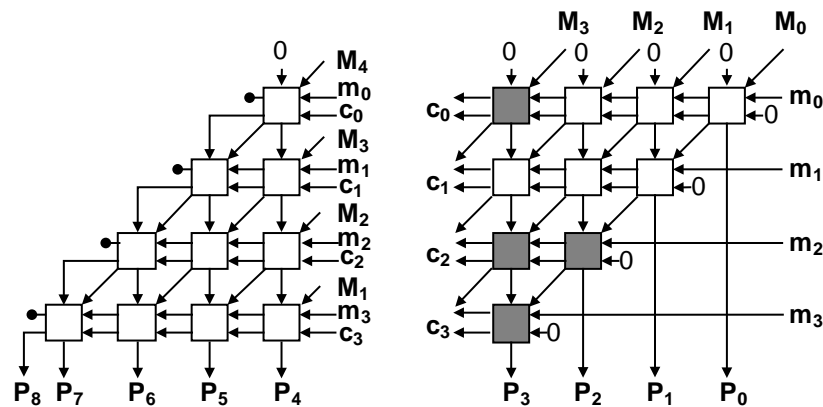 M3 M2 M1 M0
0 0 0 0 0
M4
m0 c0 m0
c0 0
M3
m1 c1 m1
c1 0
M2
m2 c2 m2
c2 0
M1
m3 c3 m3
c3 0
P8 P7 P6 P5 P4 P3 P2 P1 P0